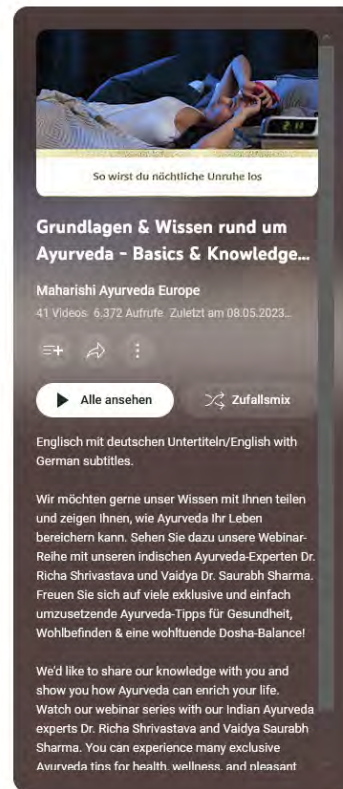 2:11
So wirst du nächtliche Unruhe los
Grundlagen & Wissen rund um
Ayurveda - Basics & Knowledge...
Maharishi Ayurveda Europe
41 Videos 6.372 Aufrufe Zuletzt am 08.05.2023...
Alle ansehen
Zufallsmix
Englisch mit deutschen Untertiteln/English with
German subtitles.
Wir möchten gerne unser Wissen mit Ihnen teilen
und zeigen Ihnen, wie Ayurveda Ihr Leben
bereichern kann. Sehen Sie dazu unsere Webinar-
Reihe mit unseren indischen Ayurveda-Experten Dr.
Richa Shrivastava und Vaidya Dr. Saurabh Sharma.
Freuen Sie sich auf viele exklusive und einfach
umzusetzende Ayurveda-Tipps für Gesundheit,
Wohlbefinden & eine wohltuende Dosha-Balance!
We'd like to share our knowledge with you and
show you how Ayurveda can enrich your life.
Watch our webinar series with our Indian Ayurveda
experts Dr. Richa Shrivastava and Vaidya Saurabh
Sharma. You can experience many exclusive
Ayurveda tips for health, wellness, and pleasant